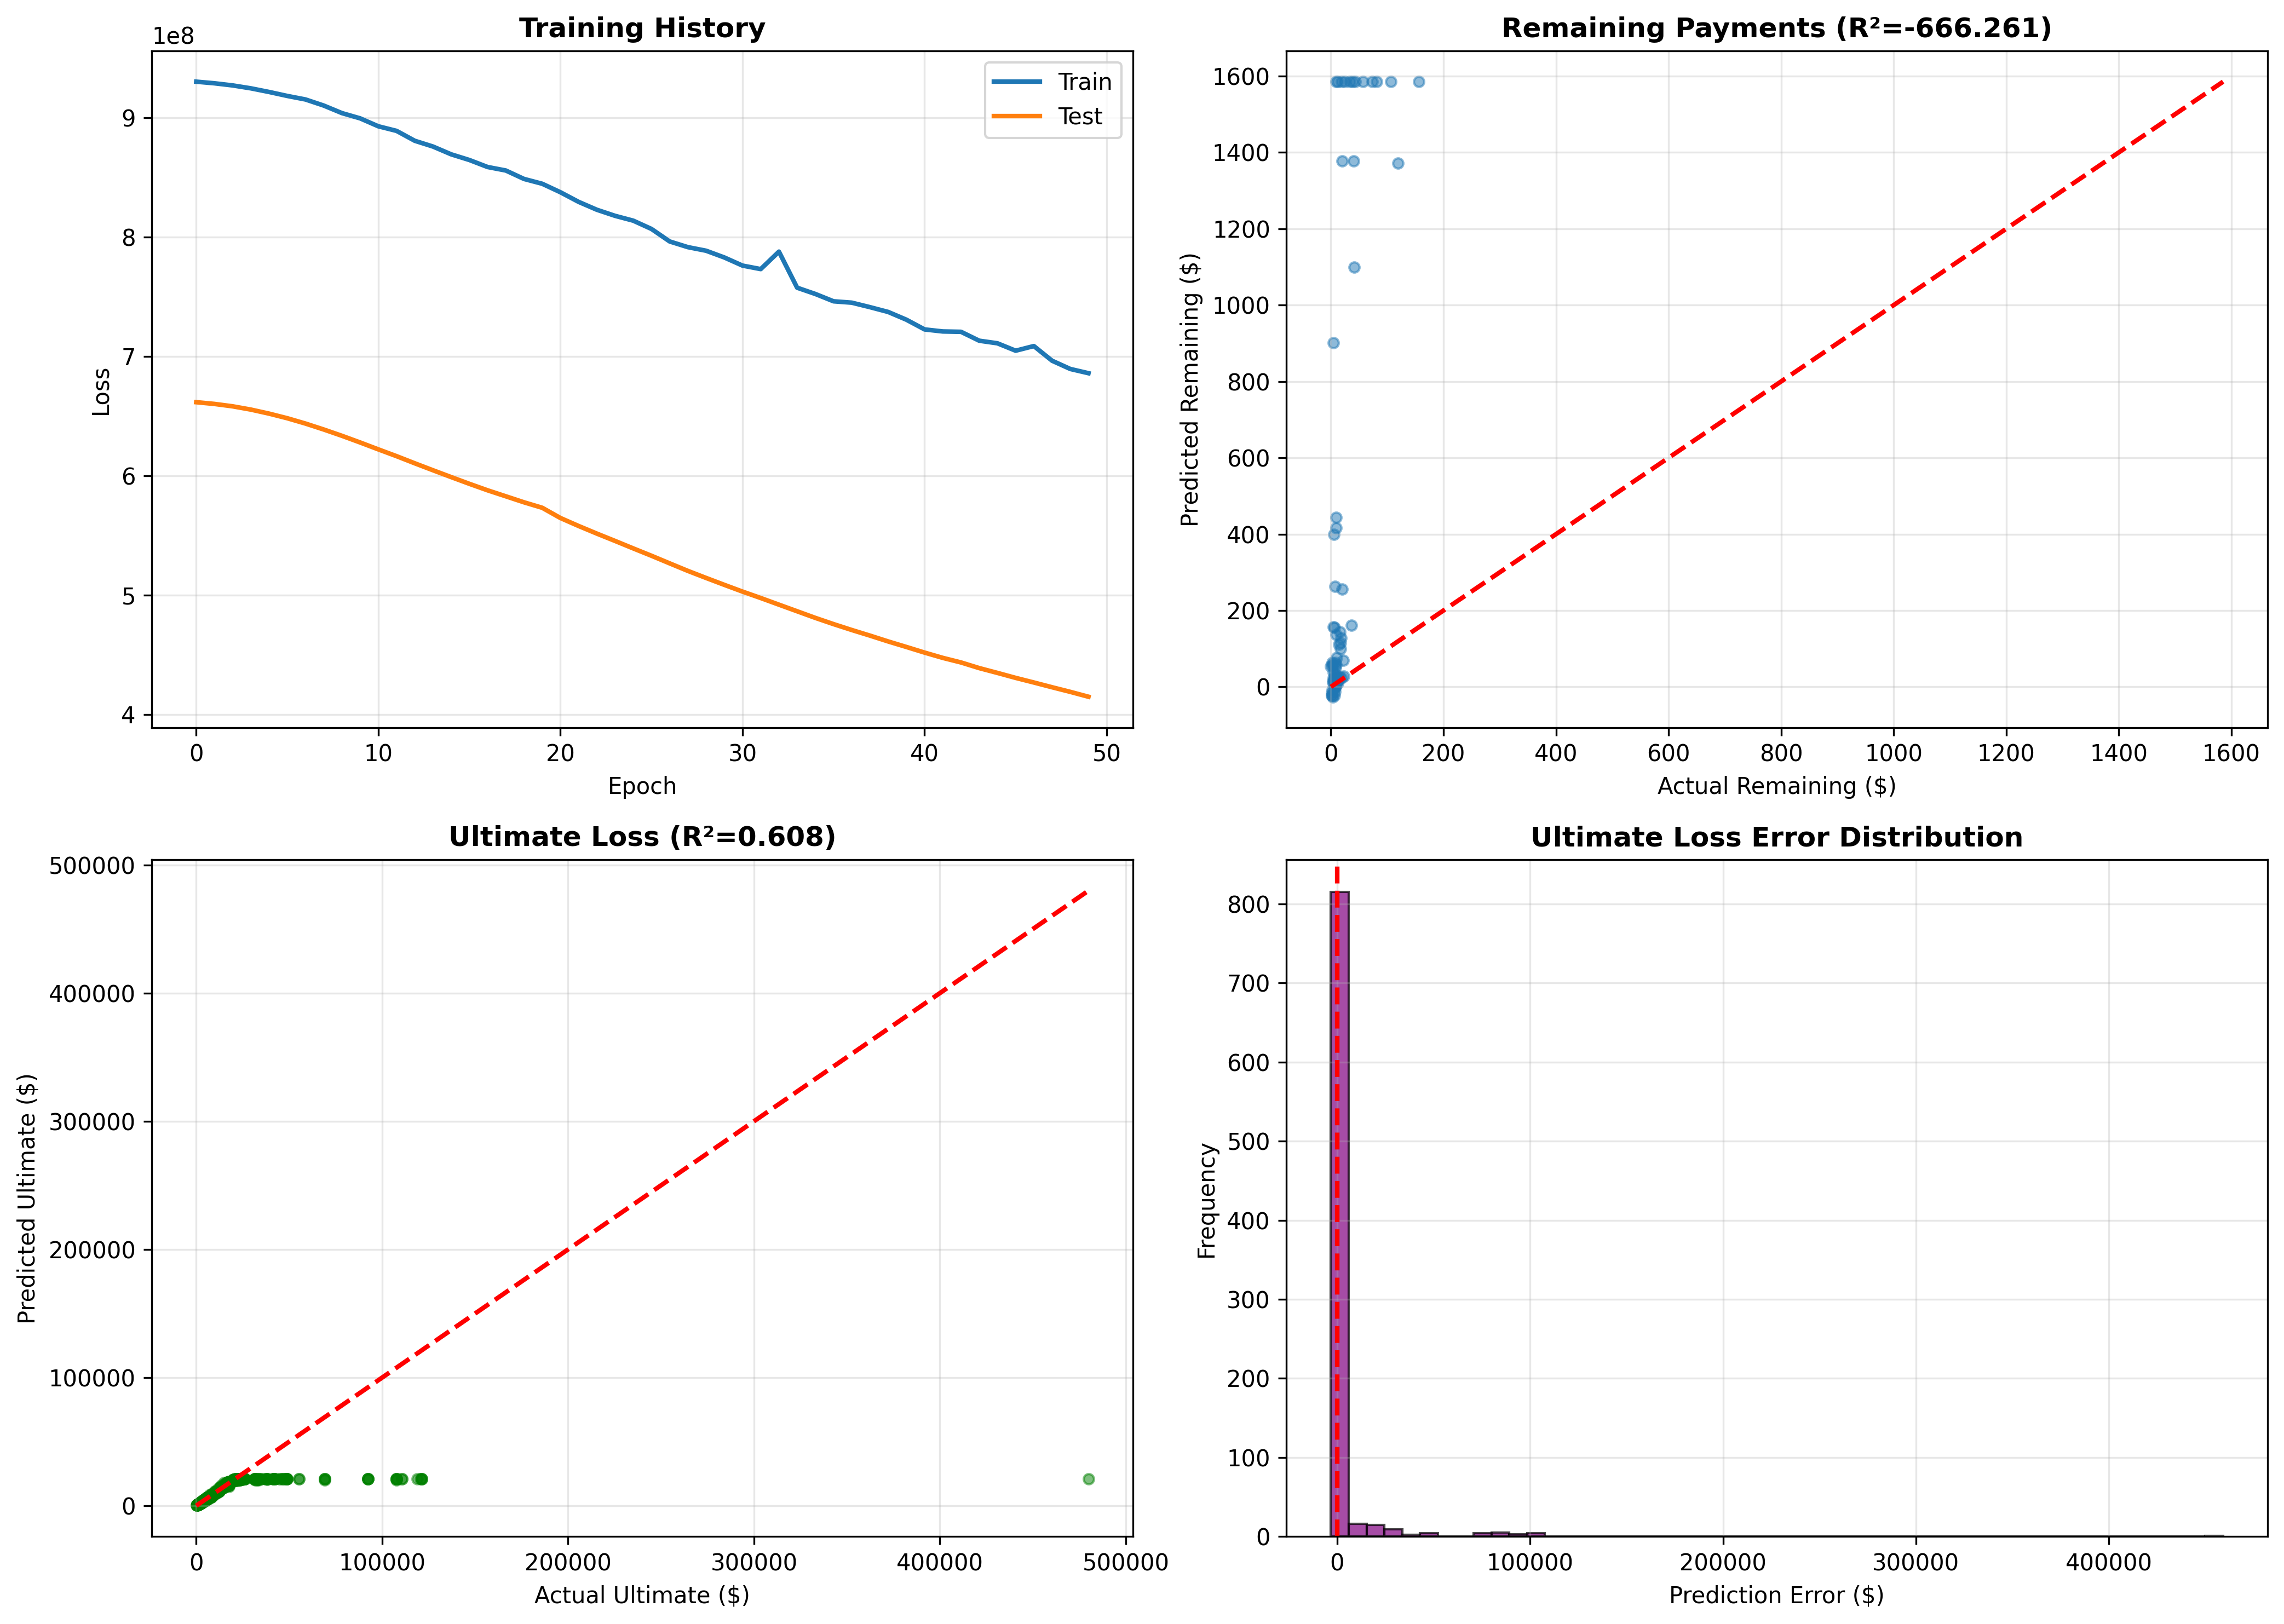 Training History
1e8
9
8
7
6
5
4
Loss
0 10 20 30 40 50
Epoch
Train
Test
Remaining Payments (R²=-666.261)
1600
1400
1200
1000
800
600
400
200
0
Predicted Remaining ($)
0 200 400 600 800 1000 1200 1400 1600
Actual Remaining ($)
Ultimate Loss (R²=0.608)
500000
400000
300000
200000
100000
0
Predicted Ultimate ($)
0 100000 200000 300000 400000 500000
Actual Ultimate ($)
Ultimate Loss Error Distribution
800
700
600
500
400
300
200
100
0
Frequency
0 100000 200000 300000 400000
Prediction Error ($)